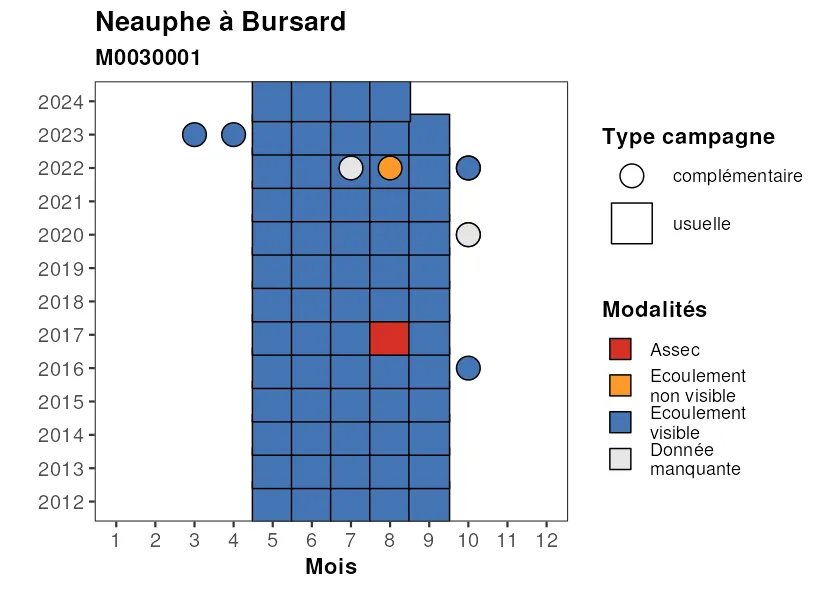 Neauphe à Bursard
M0030001
2024
2023
2022
2021
2020
2019
2018
2017
2016
2015
2014
2013
2012
1 2 3 4 5 6 7 8 9 10 11 12
Mois
Type campagne
complémentaire
usuelle
Modalités
Assec
Ecoulement
non visible
Ecoulement
visible
Donnée
manquante